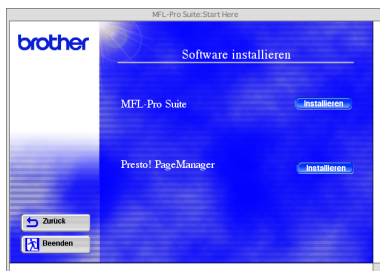 MFL-Pro Suite:Start Here
brother
Software installieren
MFL-Pro Suite
Installieren
Presto! PageManager
Installieren
Zurück
Beenden